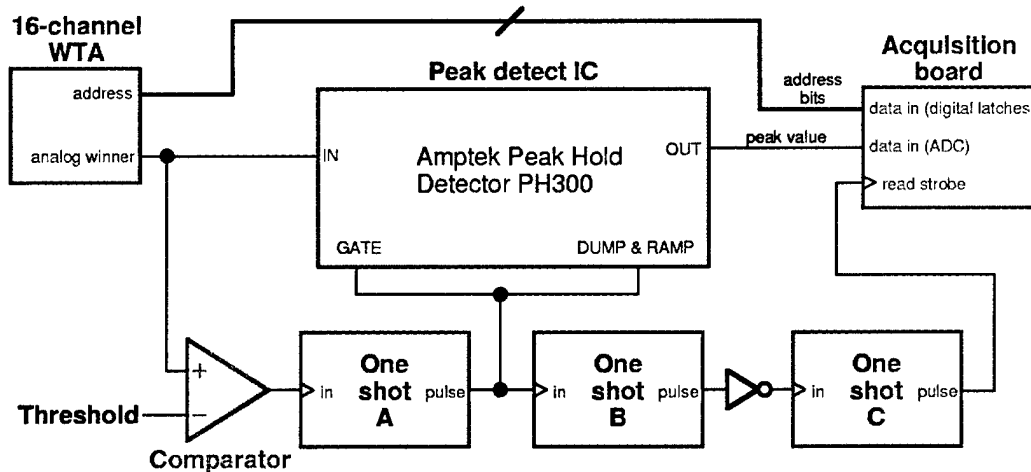 16-channel
WTA
address
analog winner
Peak detect IC
IN
Amptek Peak Hold
Detector PH300
OUT
GATE
DUMP & RAMP
address
bits
peak value
Acquisition
board
data in (digital latches
data in (ADC)
read strobe
Threshold
+
−
Comparator
in
One
shot
A
pulse
in
One
shot
B
pulse
in
One
shot
C
pulse